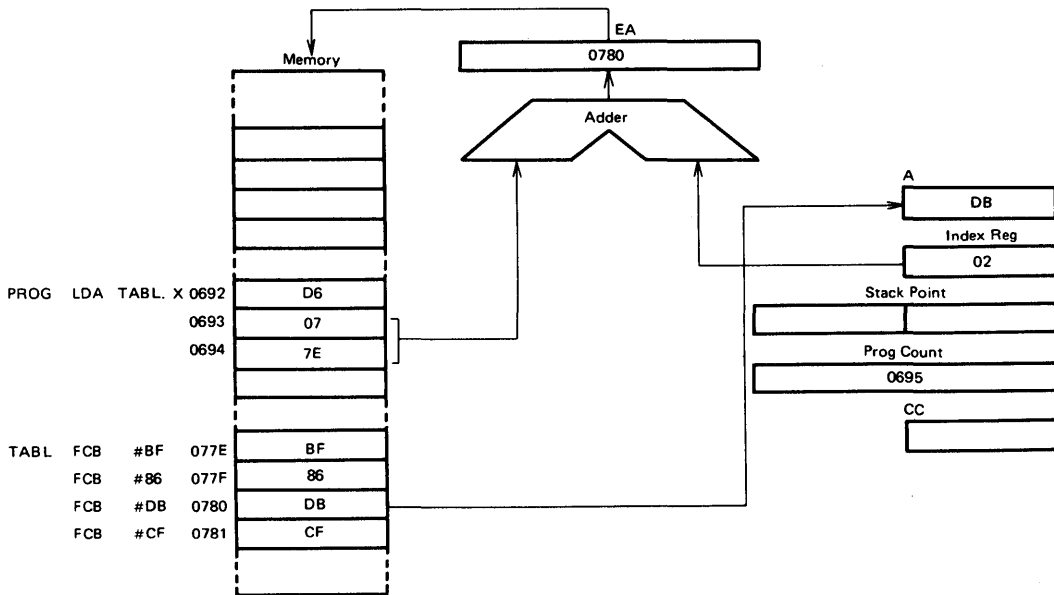 EA
0780
Memory
Adder
A
DB
Index Reg
02
Stack Point
Prog Count
0695
CC
PROG LDA TABL. X 0692 D6
0693 07
0694 7E
TABL FCB #BF 077E BF
FCB #86 077F 86
FCB #DB 0780 DB
FCB #CF 0781 CF